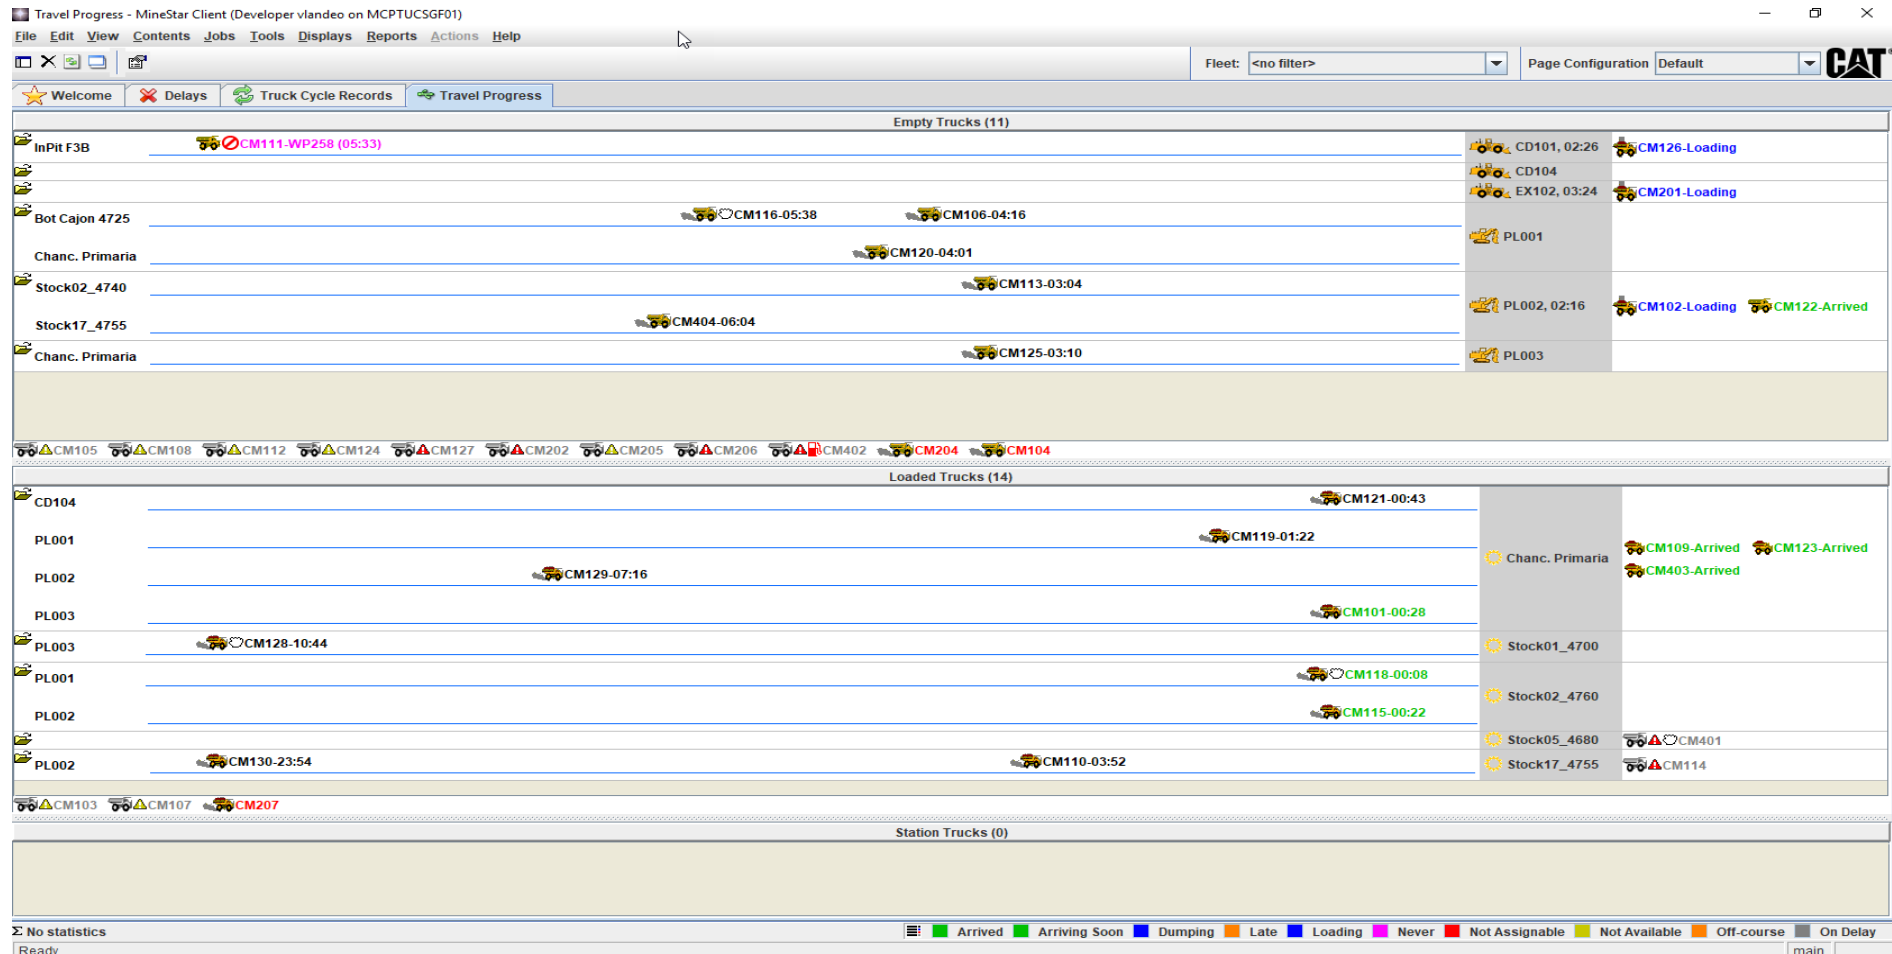 Travel Progress - MineStar Client (Developer vlandeo on MCPTUCSGF01)
File Edit View Contents Jobs Tools Displays Reports Actions Help
Fleet: <no filter> Page Configuration Default CAT
Welcome Delays Truck Cycle Records Travel Progress
Empty Trucks (11)
InPit F3B CM111-WP258 (05:33) CD101, 02:26 CM126-Loading
CD104
EX102, 03:24 CM201-Loading
Bot Cajon 4725 CM116-05:38 CM106-04:16
PL001
Chanc. Primaria CM120-04:01
Stock02_4740 CM113-03:04
PL002, 02:16 CM102-Loading CM122-Arrived
Stock17_4755 CM404-06:04
Chanc. Primaria CM125-03:10 PL003
CM105 CM108 CM112 CM124 CM127 CM202 CM205 CM206 CM402 CM204 CM104
Loaded Trucks (14)
CD104 CM121-00:43
PL001 CM119-01:22
CM109-Arrived CM123-Arrived
Chanc. Primaria
CM403-Arrived
PL002 CM129-07:16
PL003 CM101-00:28
PL003 CM128-10:44 Stock01_4700
PL001 CM118-00:08
Stock02_4760
PL002 CM115-00:22
Stock05_4680 CM401
PL002 CM130-23:54 CM110-03:52 Stock17_4755 CM114
CM103 CM107 CM207
Station Trucks (0)
Σ No statistics Arrived Arriving Soon Dumping Late Loading Never Not Assignable Not Available Off-course On Delay
Ready main